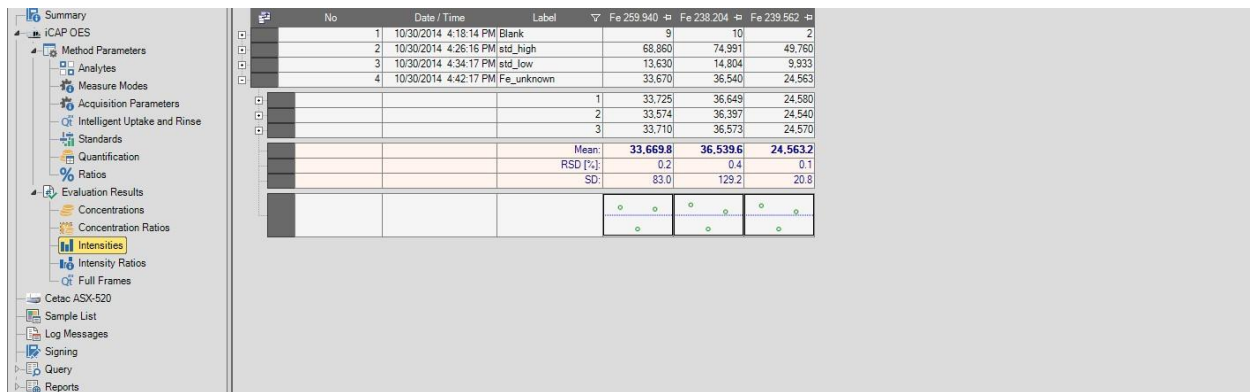 Summary
iCAP OES
Method Parameters
Analytes
Measure Modes
Acquisition Parameters
Qt Intelligent Uptake and Rinse
Standards
Quantification
% Ratios
Evaluation Results
Concentrations
Concentration Ratios
Intensities
Intensity Ratios
Qt Full Frames
Cetac ASX-520
Sample List
Log Messages
Signing
Query
Reports
No Date / Time Label Fe 259.940 Fe 238.204 Fe 239.562
1 10/30/2014 4:18:14 PM Blank 9 10 2
2 10/30/2014 4:26:16 PM std_high 68,860 74,991 49,760
3 10/30/2014 4:34:17 PM std_low 13,630 14,804 9,933
4 10/30/2014 4:42:17 PM Fe_unknown 33,670 36,540 24,563
1 33,725 36,649 24,580
2 33,574 36,397 24,540
3 33,710 36,573 24,570
Mean: 33,669.8 36,539.6 24,563.2
RSD [%]: 0.2 0.4 0.1
SD: 83.0 129.2 20.8